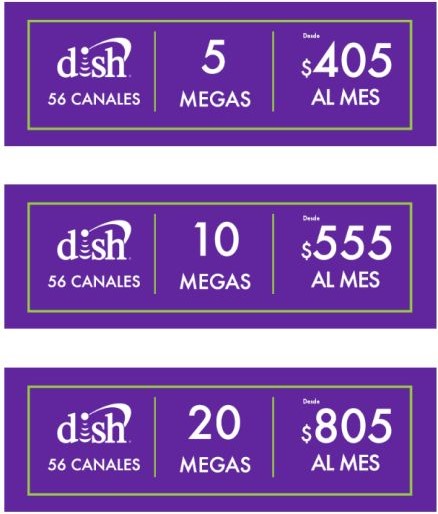 dish
56 CANALES
5
MEGAS
Desde
$405
AL MES
dish
56 CANALES
10
MEGAS
Desde
$555
AL MES
dish
56 CANALES
20
MEGAS
Desde
$805
AL MES